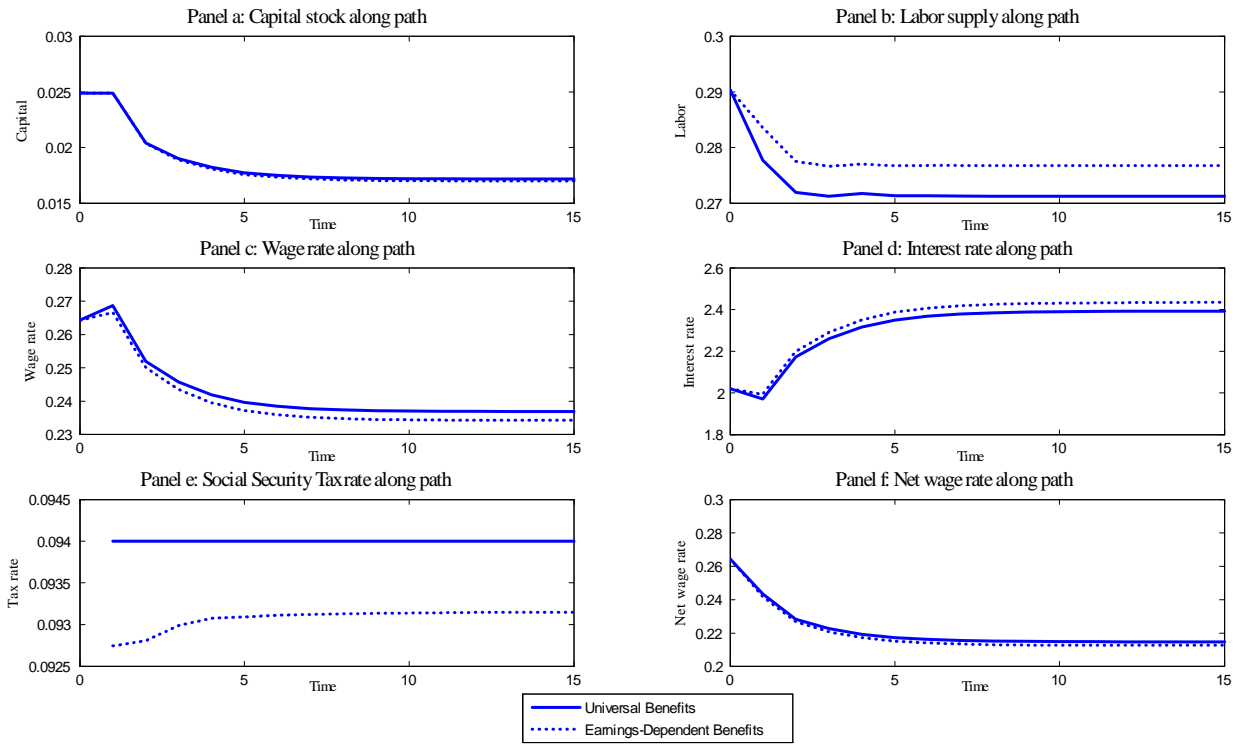 Panel a: Capital stock along path
0.03
0.025
0.02
0.015
Capital
0 5 10 15
Time
Panel b: Labor supply along path
0.3
0.29
0.28
0.27
Labor
0 5 10 15
Time
Panel c: Wage rate along path
0.28
0.27
0.26
0.25
0.24
0.23
Wage rate
0 5 10 15
Time
Panel d: Interest rate along path
2.6
2.4
2.2
2
1.8
Interest rate
0 5 10 15
Time
Panel e: Social Security Tax rate along path
0.0945
0.094
0.0935
0.093
0.0925
Tax rate
0 5 10 15
Time
Panel f: Net wage rate along path
0.3
0.28
0.26
0.24
0.22
0.2
Net wage rate
0 5 10 15
Time
Universal Benefits
Earnings-Dependent Benefits